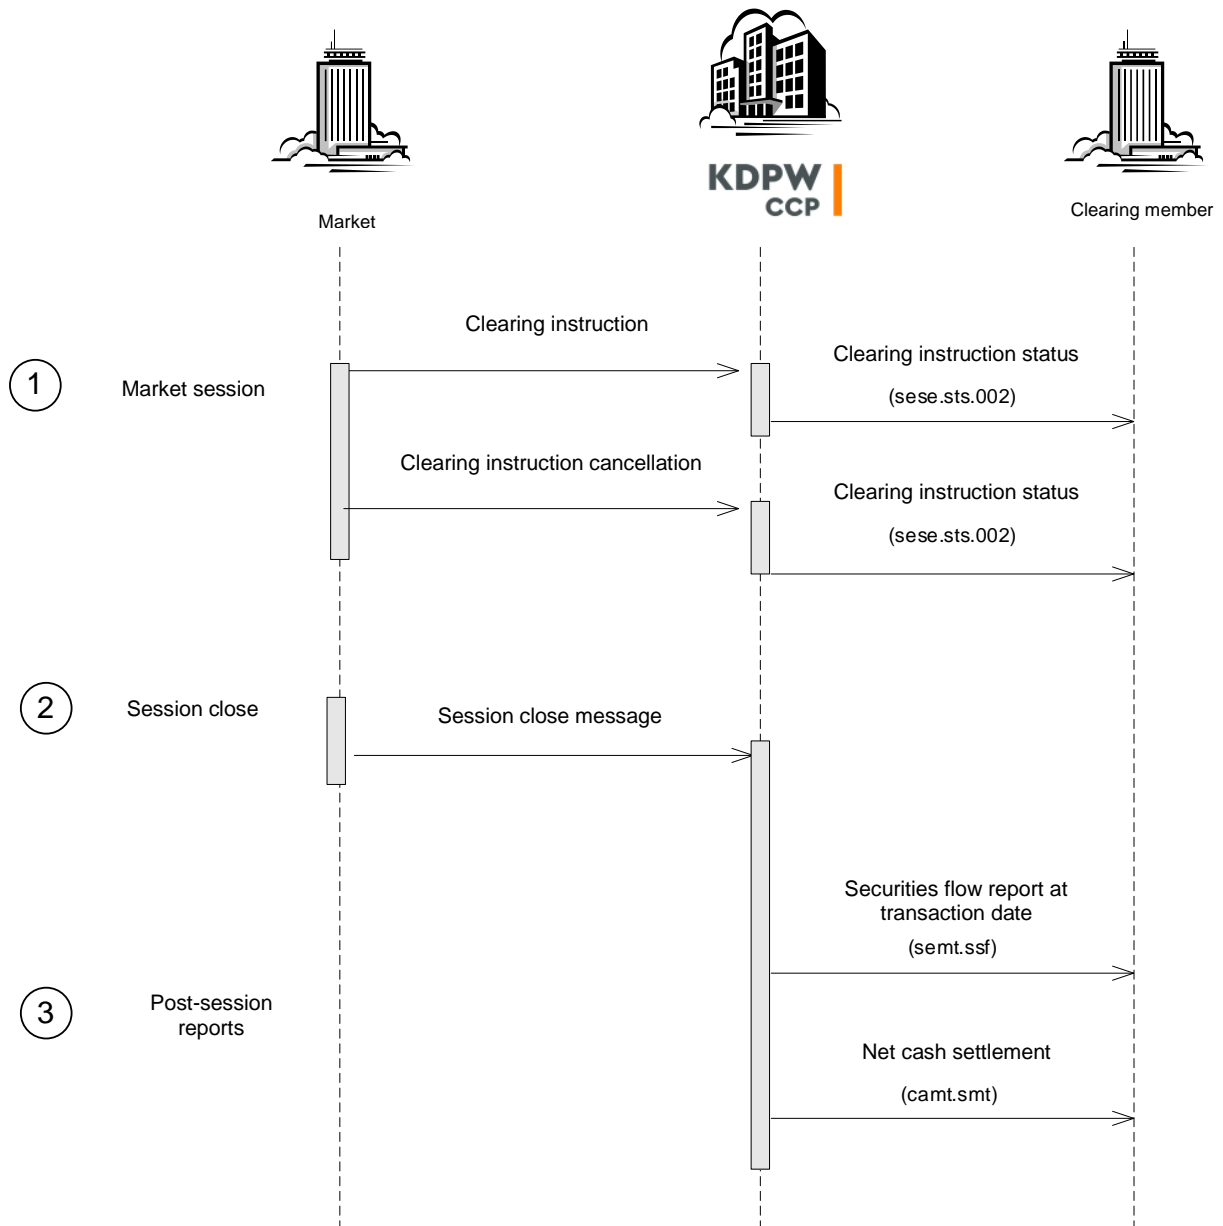 KDPW
CCP
Market
Clearing member
Clearing instruction
Clearing instruction status
(sese.sts.002)
1
Market session
Clearing instruction cancellation
Clearing instruction status
(sese.sts.002)
2
Session close
Session close message
Securities flow report at
transaction date
(semt.ssf)
3
Post-session
reports
Net cash settlement
(camt.smt)